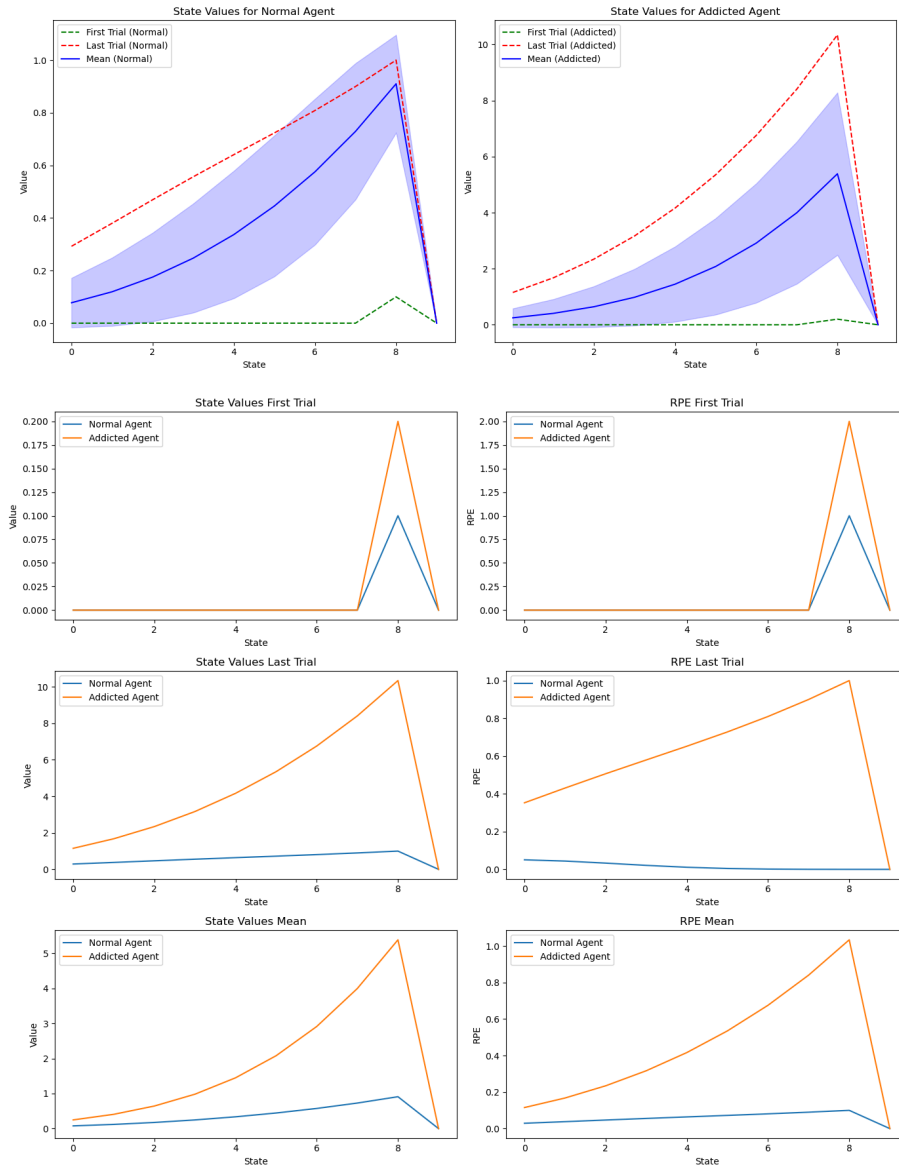 State Values for Normal Agent
First Trial (Normal)
Last Trial (Normal)
Mean (Normal)
1.0
0.8
0.6
0.4
0.2
0.0
Value
0 2 4 6 8
State
State Values for Addicted Agent
First Trial (Addicted)
Last Trial (Addicted)
Mean (Addicted)
10
8
6
4
2
0
Value
0 2 4 6 8
State
State Values First Trial
Normal Agent
Addicted Agent
0.200
0.175
0.150
0.125
0.100
0.075
0.050
0.025
0.000
Value
0 2 4 6 8
State
RPE First Trial
Normal Agent
Addicted Agent
2.00
1.75
1.50
1.25
1.00
0.75
0.50
0.25
0.00
RPE
0 2 4 6 8
State
State Values Last Trial
Normal Agent
Addicted Agent
10
8
6
4
2
0
Value
0 2 4 6 8
State
RPE Last Trial
Normal Agent
Addicted Agent
1.0
0.8
0.6
0.4
0.2
0.0
RPE
0 2 4 6 8
State
State Values Mean
Normal Agent
Addicted Agent
5
4
3
2
1
0
Value
0 2 4 6 8
State
RPE Mean
Normal Agent
Addicted Agent
1.0
0.8
0.6
0.4
0.2
0.0
RPE
0 2 4 6 8
State